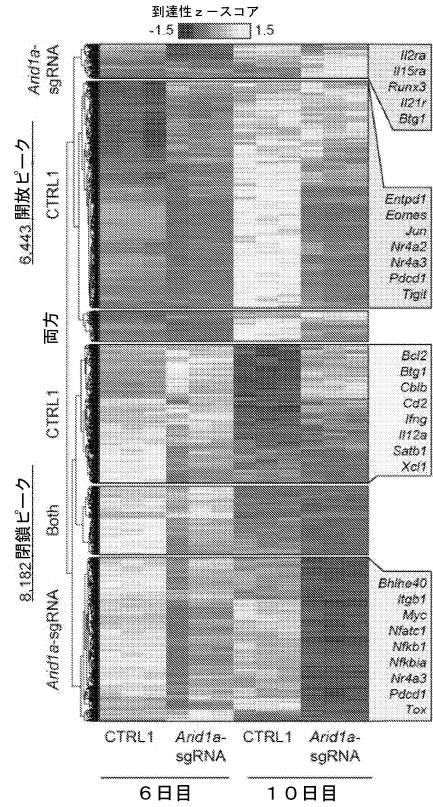 到達性z－スコア
-1.5
1.5
Arid1a-
sgRNA
6,443 開放ピーク
CTRL1
両方
8,182 閉鎖ピーク
CTRL1
Both
Arid1a-sgRNA
Il2ra
Il15ra
Runx3
Il21r
Btg1
Entpd1
Eomes
Jun
Nr4a2
Nr4a3
Pdcd1
Tigit
Bcl2
Btg1
Cblb
Cd2
Ifng
Il12a
Satb1
Xcl1
Bhlhe40
Itgb1
Myc
Nfatc1
Nfkb1
Nfkbia
Nr4a3
Pdcd1
Tox
CTRL1
Arid1a-
sgRNA
CTRL1
Arid1a-
sgRNA
６日目
１０日目